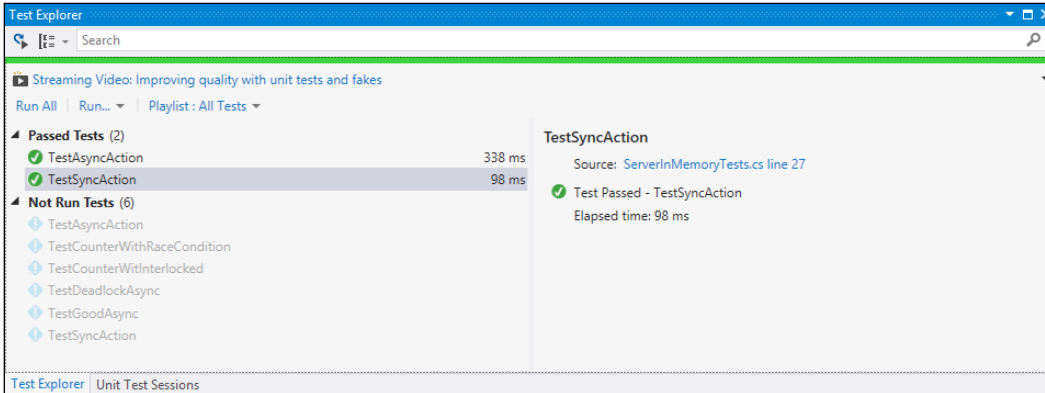 Test Explorer
Search
Streaming Video: Improving quality with unit tests and fakes
Run All | Run... | Playlist : All Tests
Passed Tests (2)
TestAsyncAction 338 ms
TestSyncAction 98 ms
Not Run Tests (6)
TestAsyncAction
TestCounterWithRaceCondition
TestCounterWitInterlocked
TestDeadlockAsync
TestGoodAsync
TestSyncAction
TestSyncAction
Source: ServerInMemoryTests.cs line 27
Test Passed - TestSyncAction
Elapsed time: 98 ms
Test Explorer Unit Test Sessions